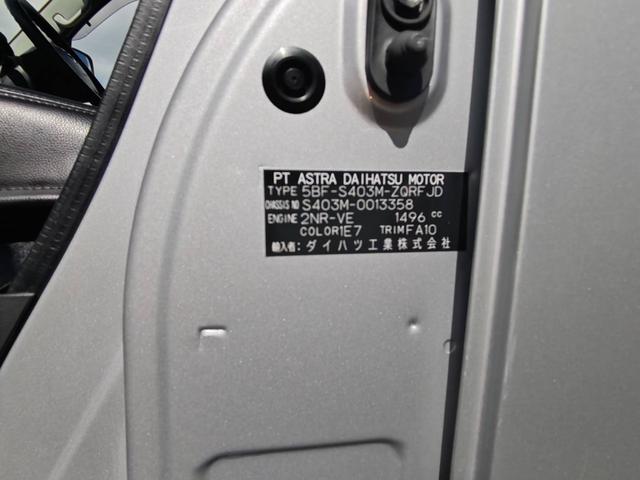 PT ASTRA DAIHATSU MOTOR
TYPE 5BF-S403M-ZQRFJD
CHASSIS NO S403M-0013358
ENGINE 2NR-VE 1496 cc
COLOR1E7 TRIMFA10
輸入者: ダイハツ工業株式会社